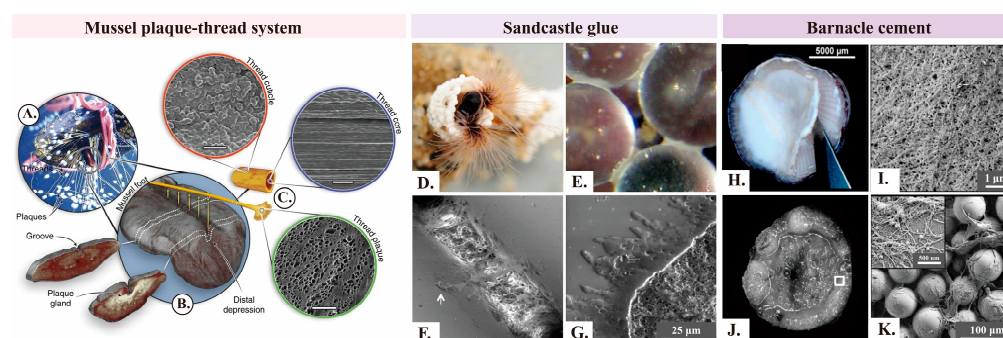 Mussel plaque-thread system
Sandcastle glue
Barnacle cement
A.
Threads
Plaques
Groove
Plaque
gland
Mussel foot
B.
Distal
depression
C.
Thread cuticle
Thread core
Thread plaque
D.
E.
F.
G.
25 µm
5000 µm
H.
I.
1 µm
J.
500 nm
K.
100 µm